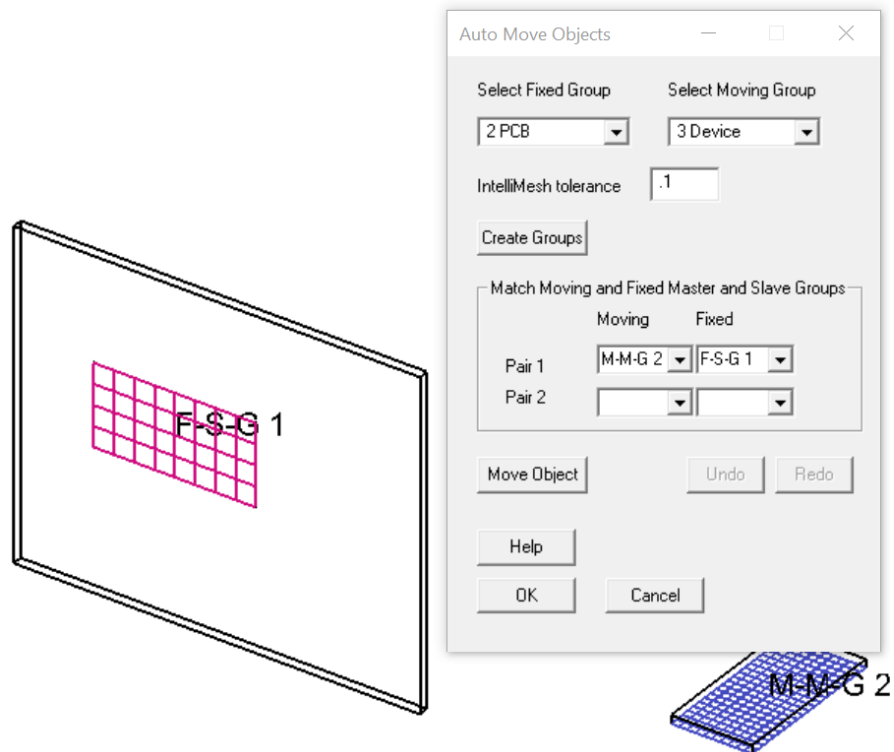 Auto Move Objects
Select Fixed Group Select Moving Group
2 PCB 3 Device
IntelliMesh tolerance .1
Create Groups
Match Moving and Fixed Master and Slave Groups
Moving Fixed
Pair 1 M-M-G 2 F-S-G 1
Pair 2
Move Object Undo Redo
Help
OK Cancel
F-S-G 1
M-M-G 2